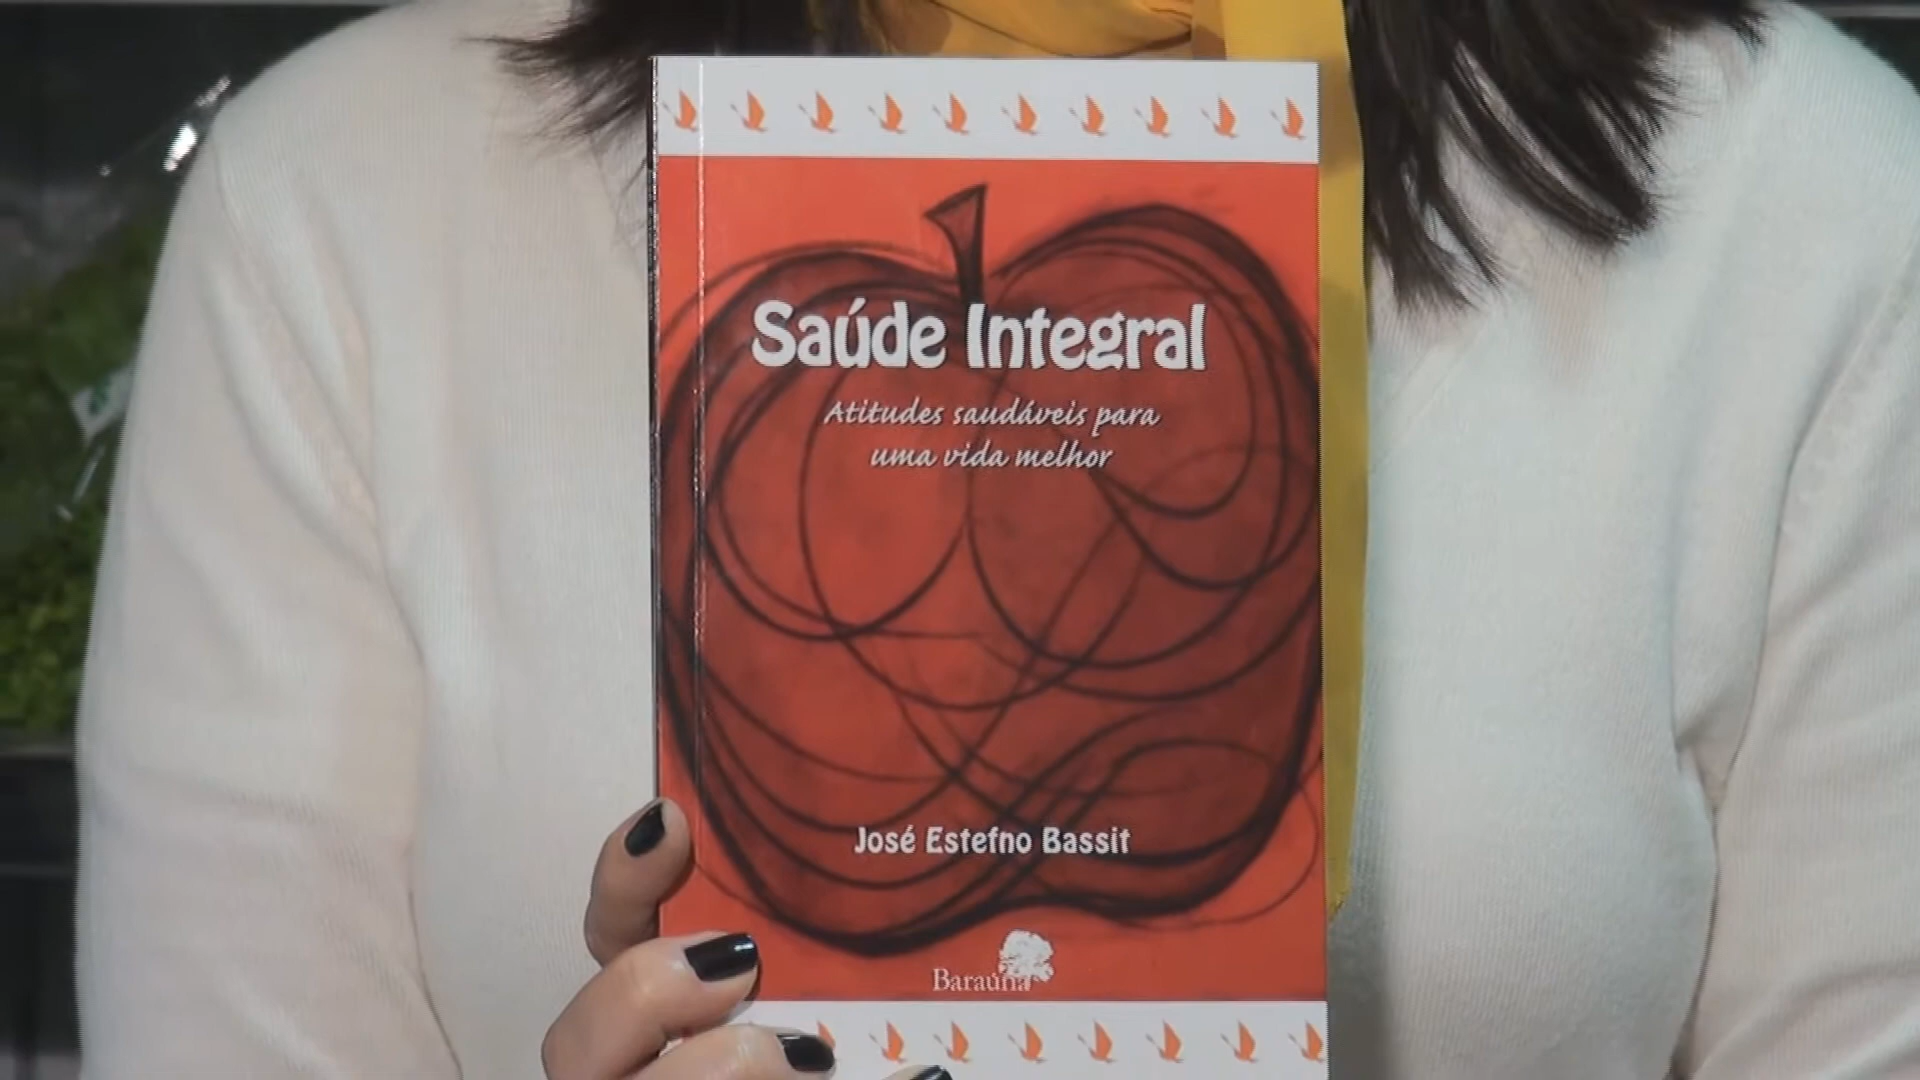 Saúde Integral
Atitudes saudáveis para
uma vida melhor
José Estefno Bassit
Baraúna